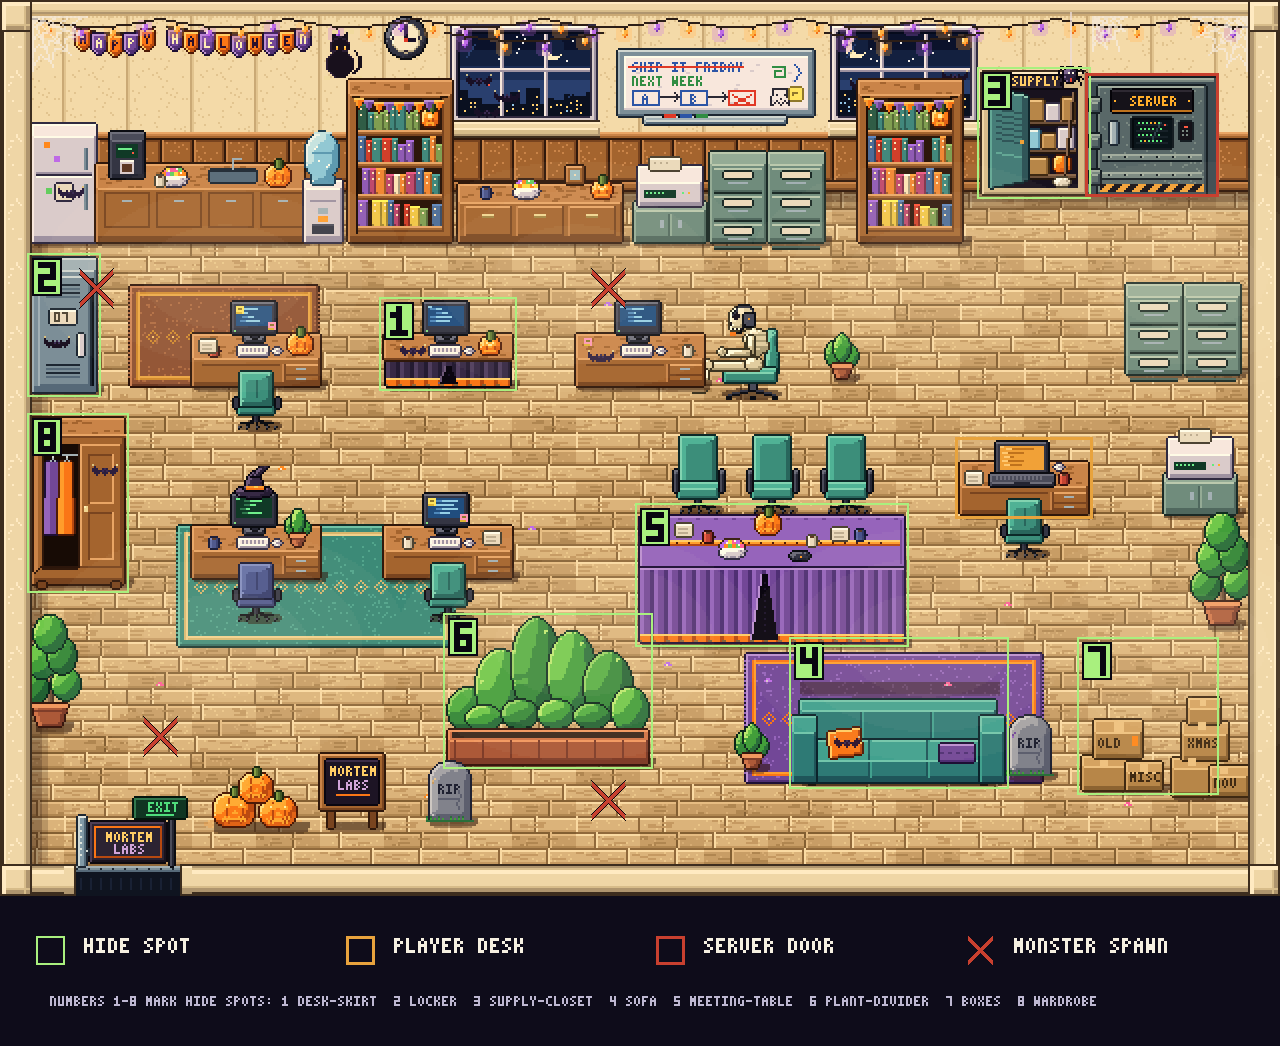 HAPPY HALLOWEEN
SHIP IT FRIDAY
NEXT WEEK
A
B
3
SUPPLY
SERVER
2
07
1
8
5
6
4
7
RIP
OLD
XMAS
MISC
NOV
MORTEM
LABS
RIP
EXIT
MORTEM
LABS
HIDE SPOT
PLAYER DESK
SERVER DOOR
MONSTER SPAWN
NUMBERS 1-8 MARK HIDE SPOTS: 1 DESK-SKIRT 2 LOCKER 3 SUPPLY-CLOSET 4 SOFA 5 MEETING-TABLE 6 PLANT-DIVIDER 7 BOXES 8 WARDROBE